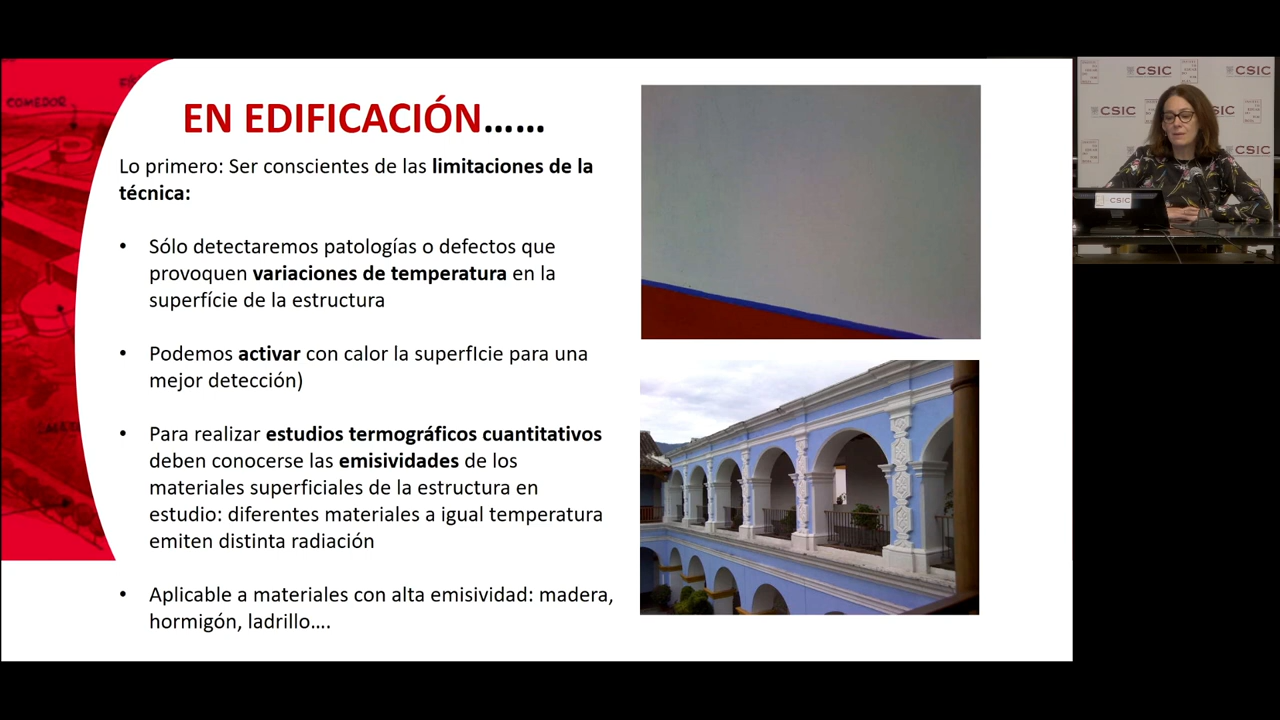 COMEDOR
EN EDIFICACIÓN……
Lo primero: Ser conscientes de las limitaciones de la
técnica:
• Sólo detectaremos patologías o defectos que
provoquen variaciones de temperatura en la
superfície de la estructura
• Podemos activar con calor la superfIcie para una
mejor detección)
• Para realizar estudios termográficos cuantitativos
deben conocerse las emisividades de los
materiales superficiales de la estructura en
estudio: diferentes materiales a igual temperatura
emiten distinta radiación
• Aplicable a materiales con alta emisividad: madera,
hormigón, ladrillo….
CSIC
CSIC
CSIC
CSIC
CSIC
CSIC